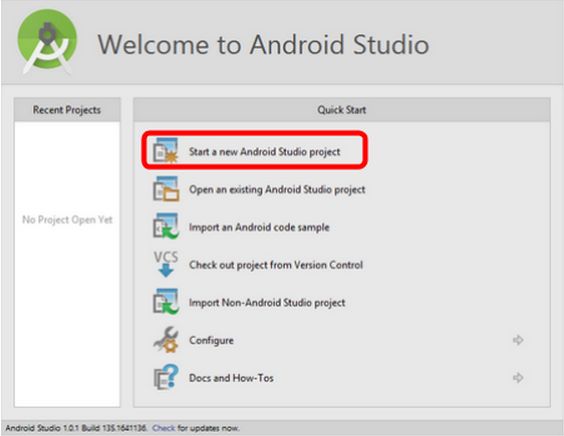 Welcome to Android Studio
Recent Projects
No Project Open Yet
Quick Start
Start a new Android Studio project
Open an existing Android Studio project
Import an Android code sample
VCS
Check out project from Version Control
Import Non-Android Studio project
Configure
Docs and How-Tos
Android Studio 1.0.1 Build 135.1641136. Check for updates now.